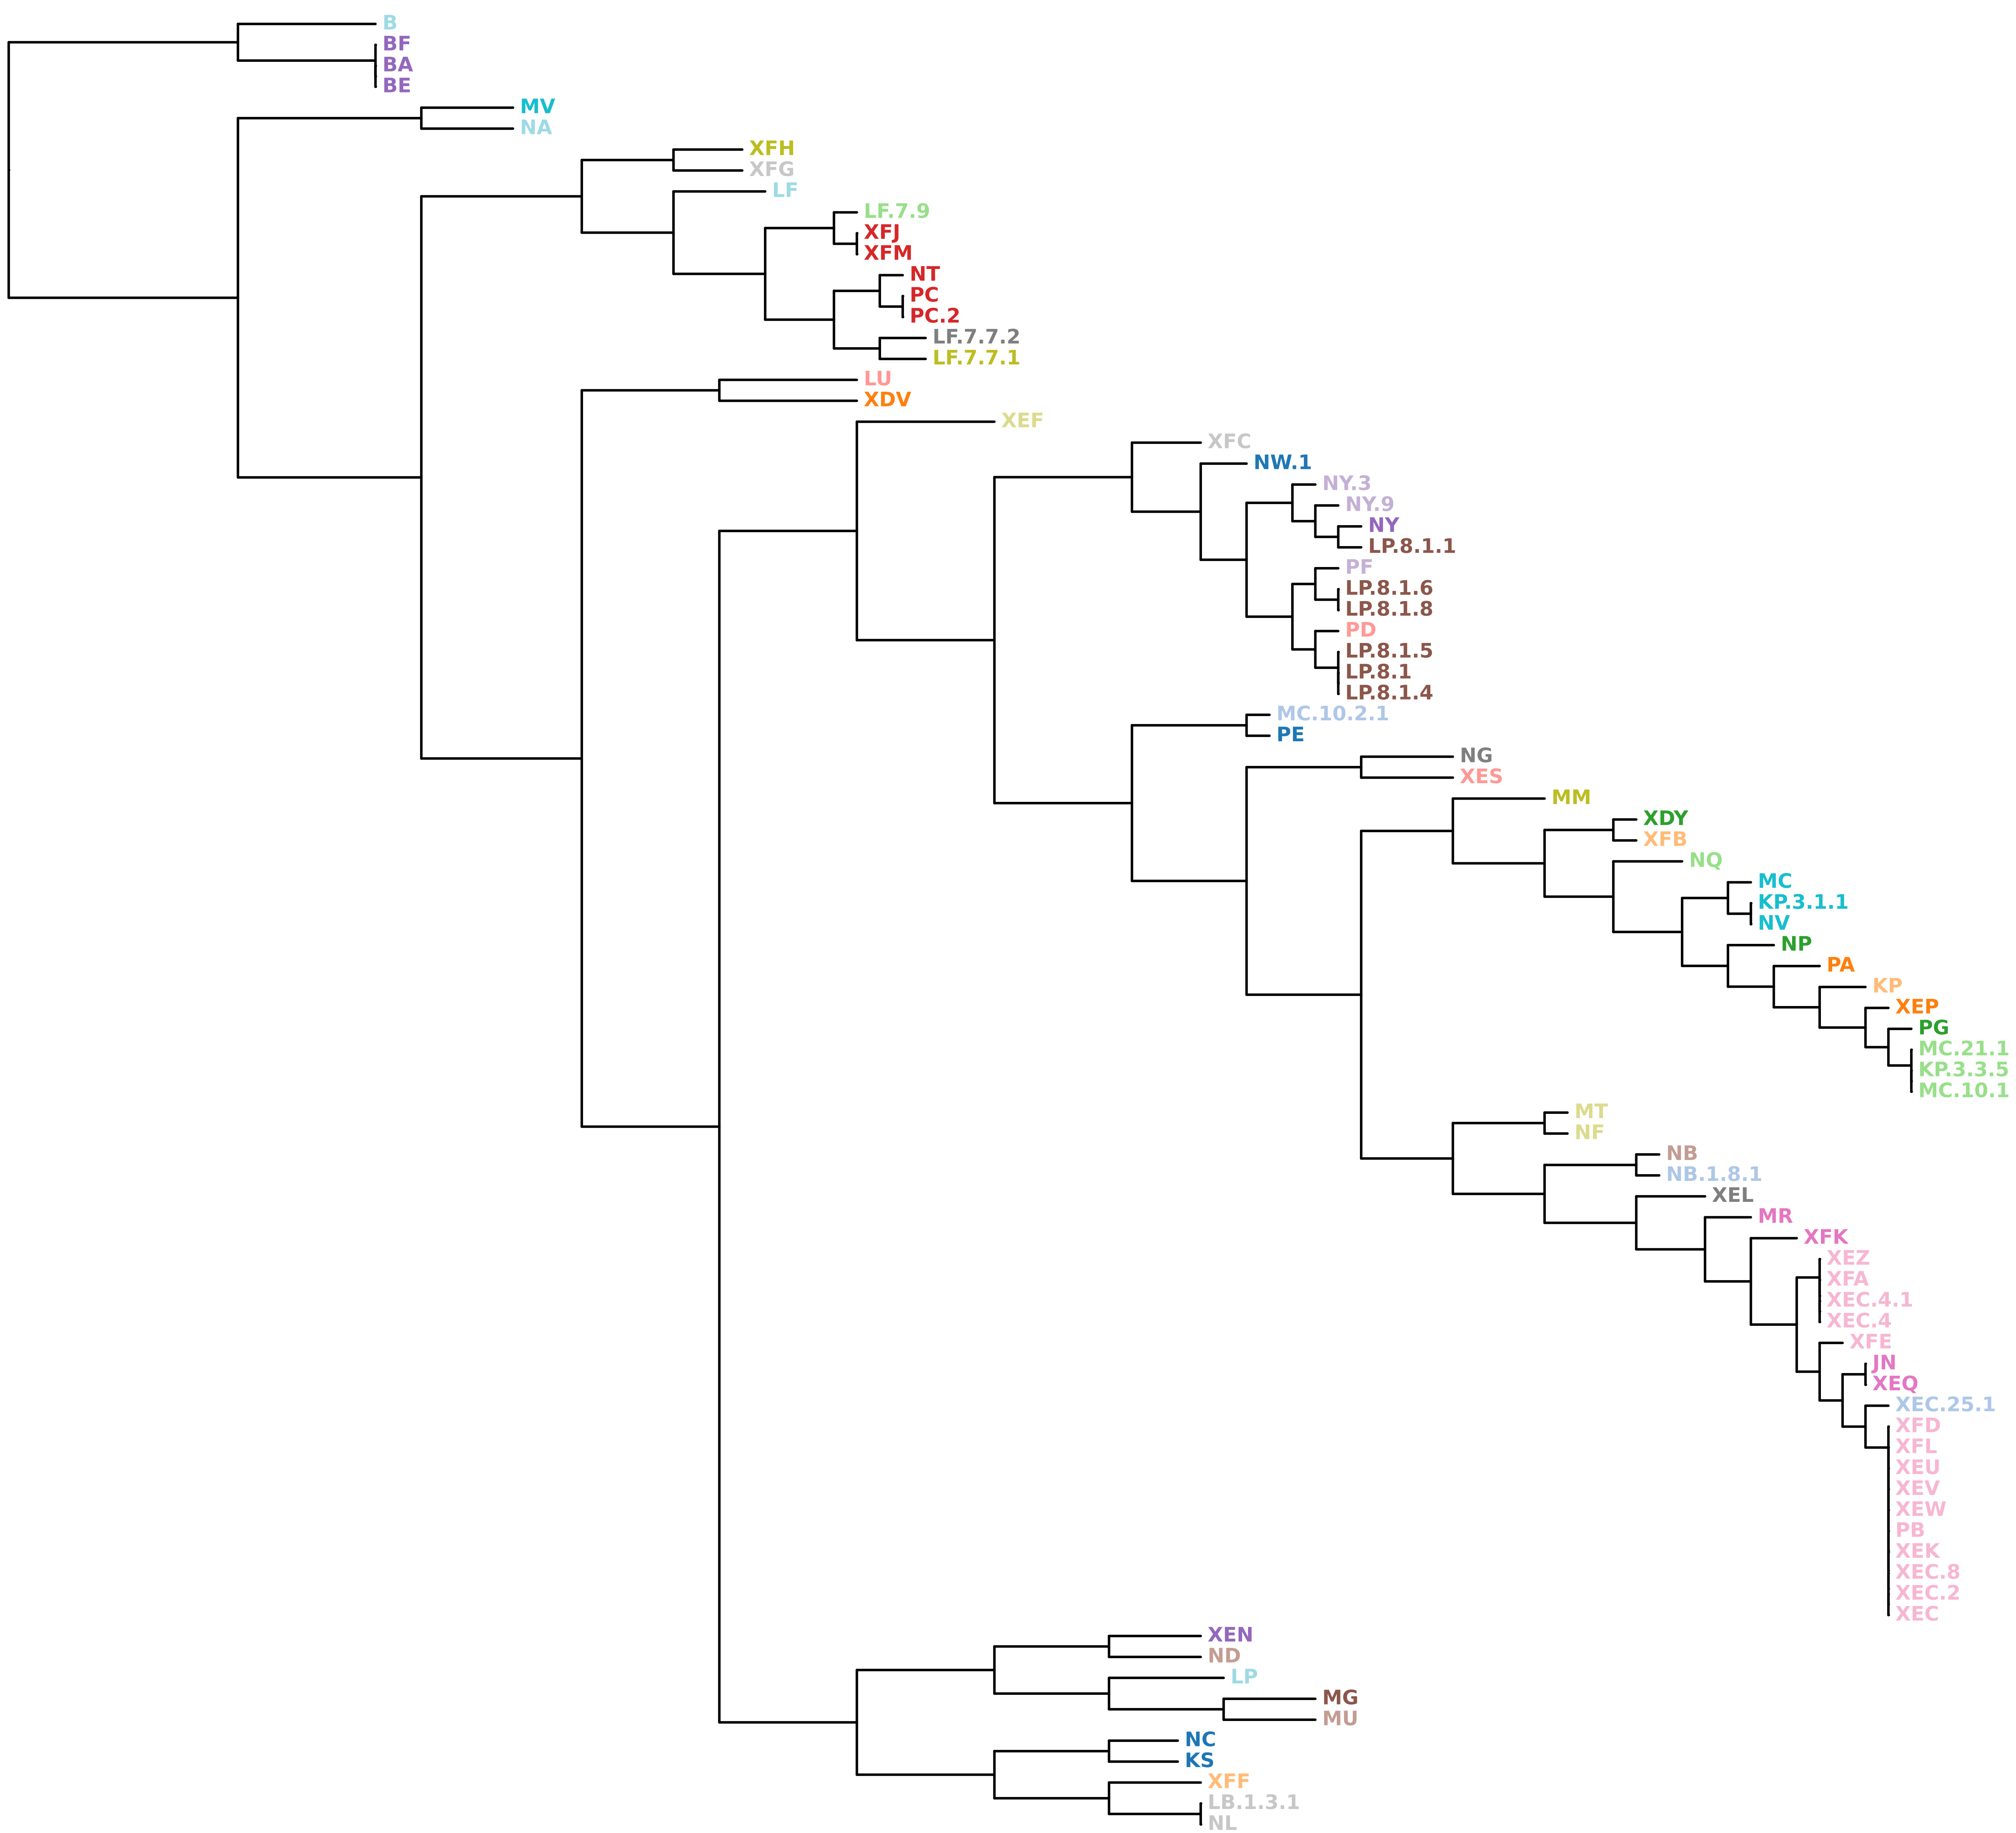 B
BF
BA
BE
MV
NA
XFH
XFG
LF
LF.7.9
XFJ
XFM
NT
PC
PC.2
LF.7.7.2
LF.7.7.1
LU
XDV
XEF
XFC
NW.1
NY.3
NY.9
NY
LP.8.1.1
PF
LP.8.1.6
LP.8.1.8
PD
LP.8.1.5
LP.8.1
LP.8.1.4
MC.10.2.1
PE
NG
XES
MM
XDY
XFB
NQ
MC
KP.3.1.1
NV
NP
PA
KP
XEP
PG
MC.21.1
KP.3.3.5
MC.10.1
MT
NF
NB
NB.1.8.1
XEL
MR
XFK
XEZ
XFA
XEC.4.1
XEC.4
XFE
JN
XEQ
XEC.25.1
XFD
XFL
XEU
XEV
XEW
PB
XEK
XEC.8
XEC.2
XEC
XEN
ND
LP
MG
MU
NC
KS
XFF
LB.1.3.1
NL